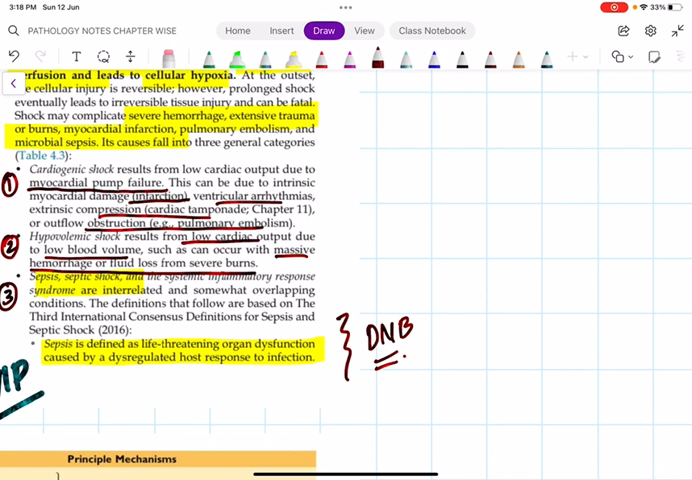 3:18 PM Sun 12 Jun
33%
PATHOLOGY NOTES CHAPTER WISE
Home
Insert
Draw
View
Class Notebook
T
erfusion and leads to cellular hypoxia. At the outset,
e cellular injury is reversible; however, prolonged shock
eventually leads to irreversible tissue injury and can be fatal.
Shock may complicate severe hemorrhage, extensive trauma
or burns, myocardial infarction, pulmonary embolism, and
microbial sepsis. Its causes fall into three general categories
(Table 4.3):
① • Cardiogenic shock results from low cardiac output due to
myocardial pump failure. This can be due to intrinsic
myocardial damage (infarction), ventricular arrhythmias,
extrinsic compression (cardiac tamponade; Chapter 11),
or outflow obstruction (e.g., pulmonary embolism).
② • Hypovolemic shock results from low cardiac output due
to low blood volume, such as can occur with massive
hemorrhage or fluid loss from severe burns.
③ • Sepsis, septic shock, and the systemic inflammatory response
syndrome are interrelated and somewhat overlapping
conditions. The definitions that follow are based on The
Third International Consensus Definitions for Sepsis and
Septic Shock (2016):
• Sepsis is defined as life-threatening organ dysfunction
caused by a dysregulated host response to infection.
DNB
MP
Principle Mechanisms